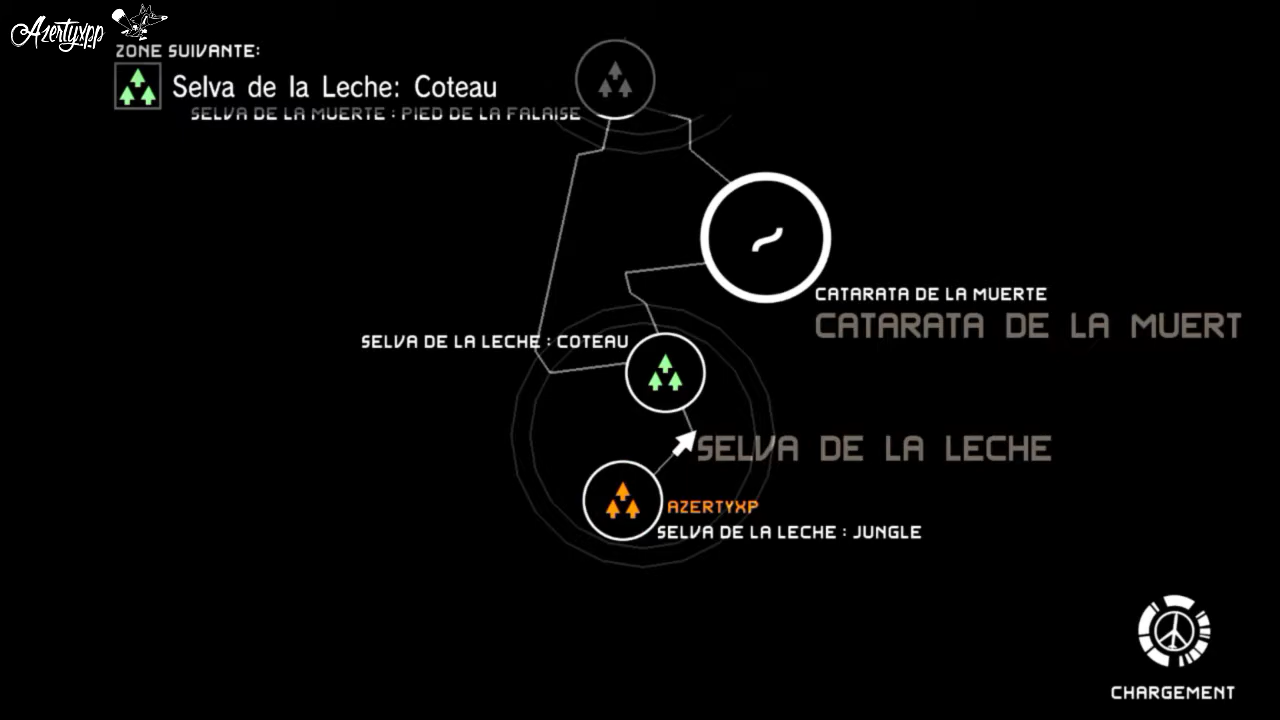 Azertyxpp
ZONE SUIVANTE:
Selva de la Leche: Coteau
SELVA DE LA MUERTE : PIED DE LA FALAISE
CATARATA DE LA MUERTE
CATARATA DE LA MUERT
SELVA DE LA LECHE : COTEAU
SELVA DE LA LECHE
AZERTYXP
SELVA DE LA LECHE : JUNGLE
CHARGEMENT